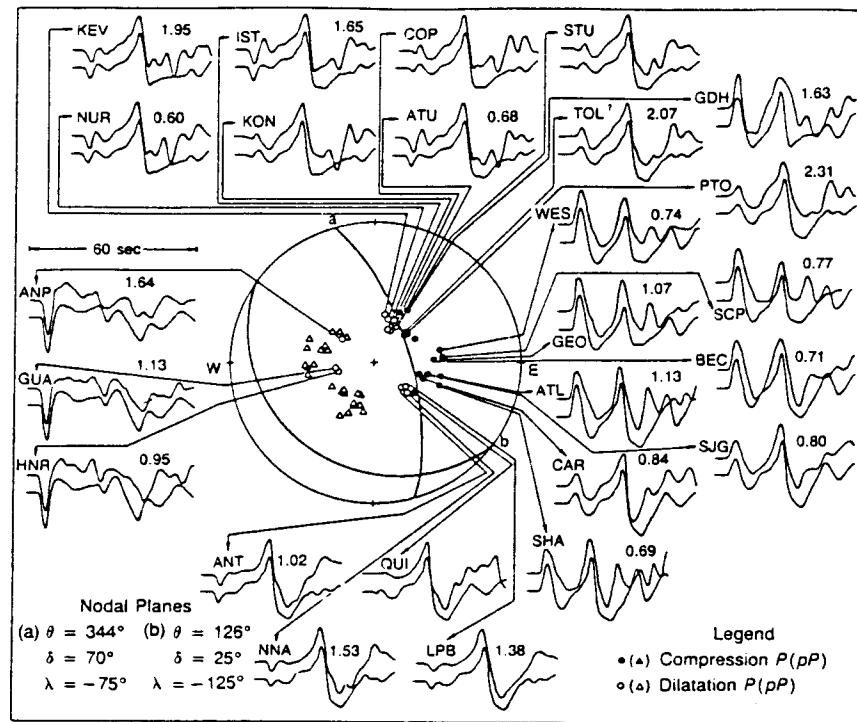 KEV 1.95
IST 1.65
COP
STU
GDH 1.63
NUR 0.60
KON
ATU 0.68
TOL ? 2.07
PTO 2.31
a
WES 0.74
60 sec
ANP 1.64
1.07
0.77
SCP
GEO
W
E
BEC 0.71
GUA 1.13
ATL 1.13
b
SJG 0.80
HNR 0.95
CAR 0.84
SHA 0.69
ANT 1.02
QUI
Nodal Planes
(a) θ = 344° (b) θ = 126°
δ = 70° δ = 25°
λ = −75° λ = −125°
NNA 1.53
LPB 1.38
Legend
•(▲) Compression P(pP)
○(△) Dilatation P(pP)